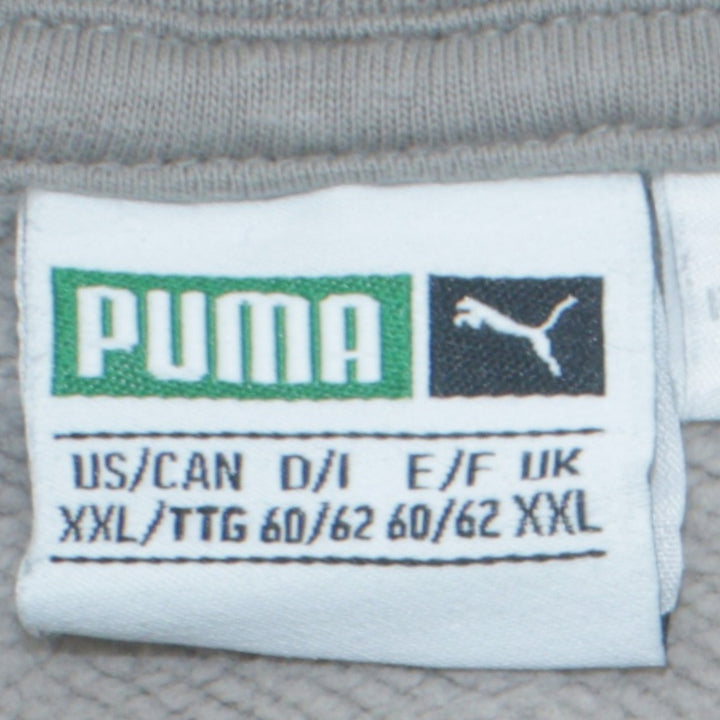 PUMA
US/CAN D/I E/F UK
XXL/TTG 60/62 60/62 XXL